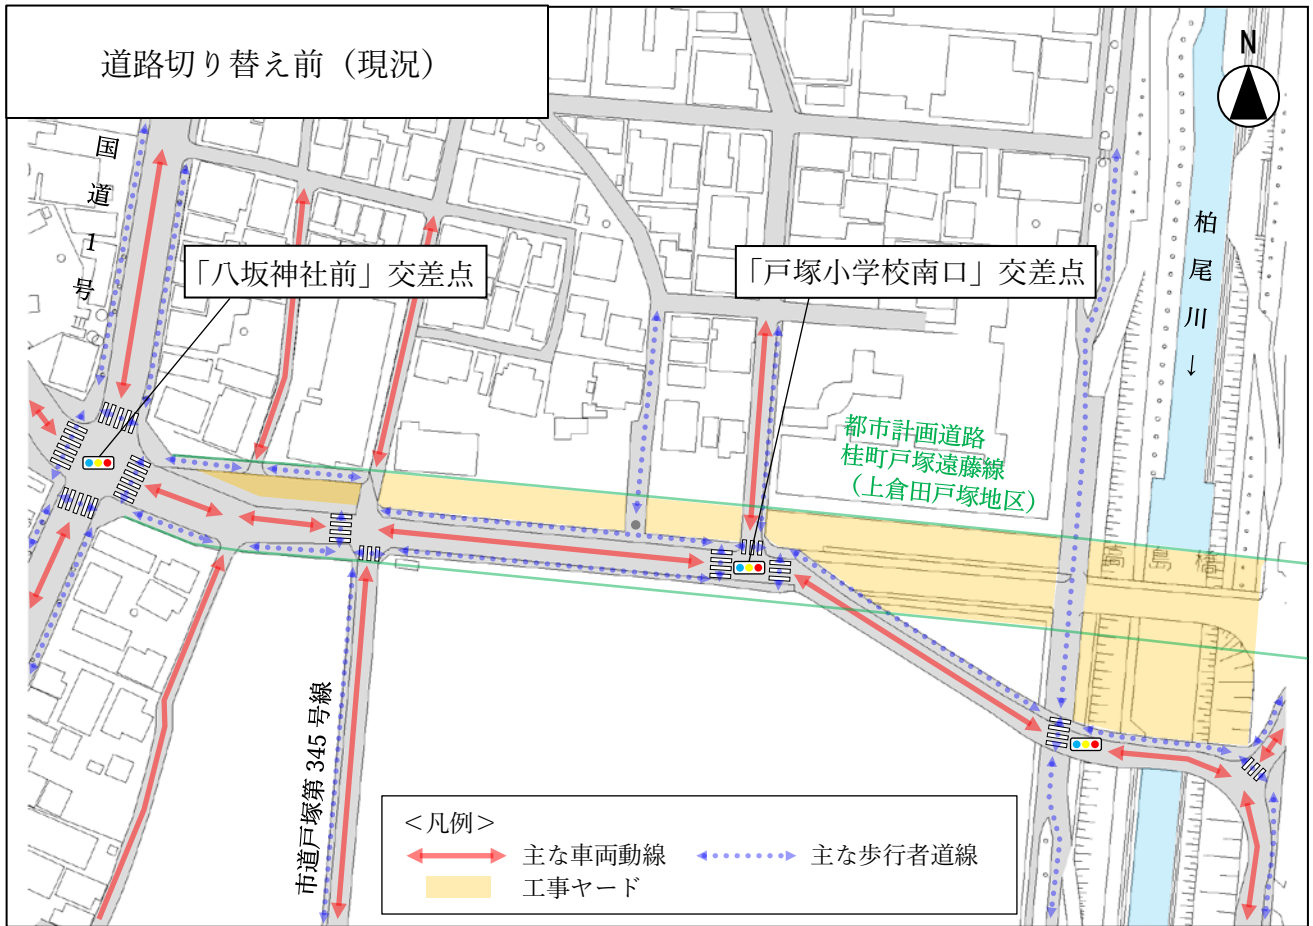 道路切り替え前（現況）
N
国道１号
柏尾川→
「八坂神社前」交差点
「戸塚小学校南口」交差点
都市計画道路
桂町戸塚遠藤線
（上倉田戸塚地区）
高島橋
市道戸塚第 345 号線
＜凡例＞
主な車両動線
主な歩行者道線
工事ヤード